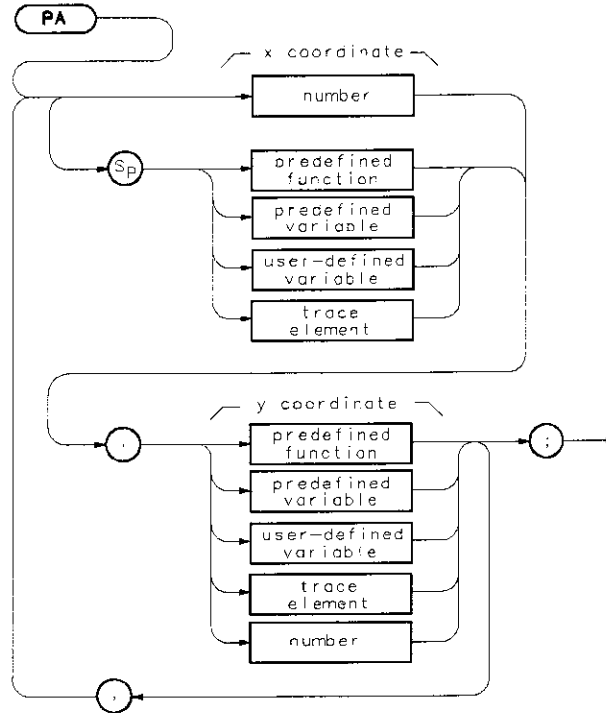 PA
x coordinate
number
SP
predefined
function
predefined
variable
user-defined
variable
trace
element
y coordinate
,
predefined
function
;
predefined
variable
user-defined
variable
trace
element
number
,